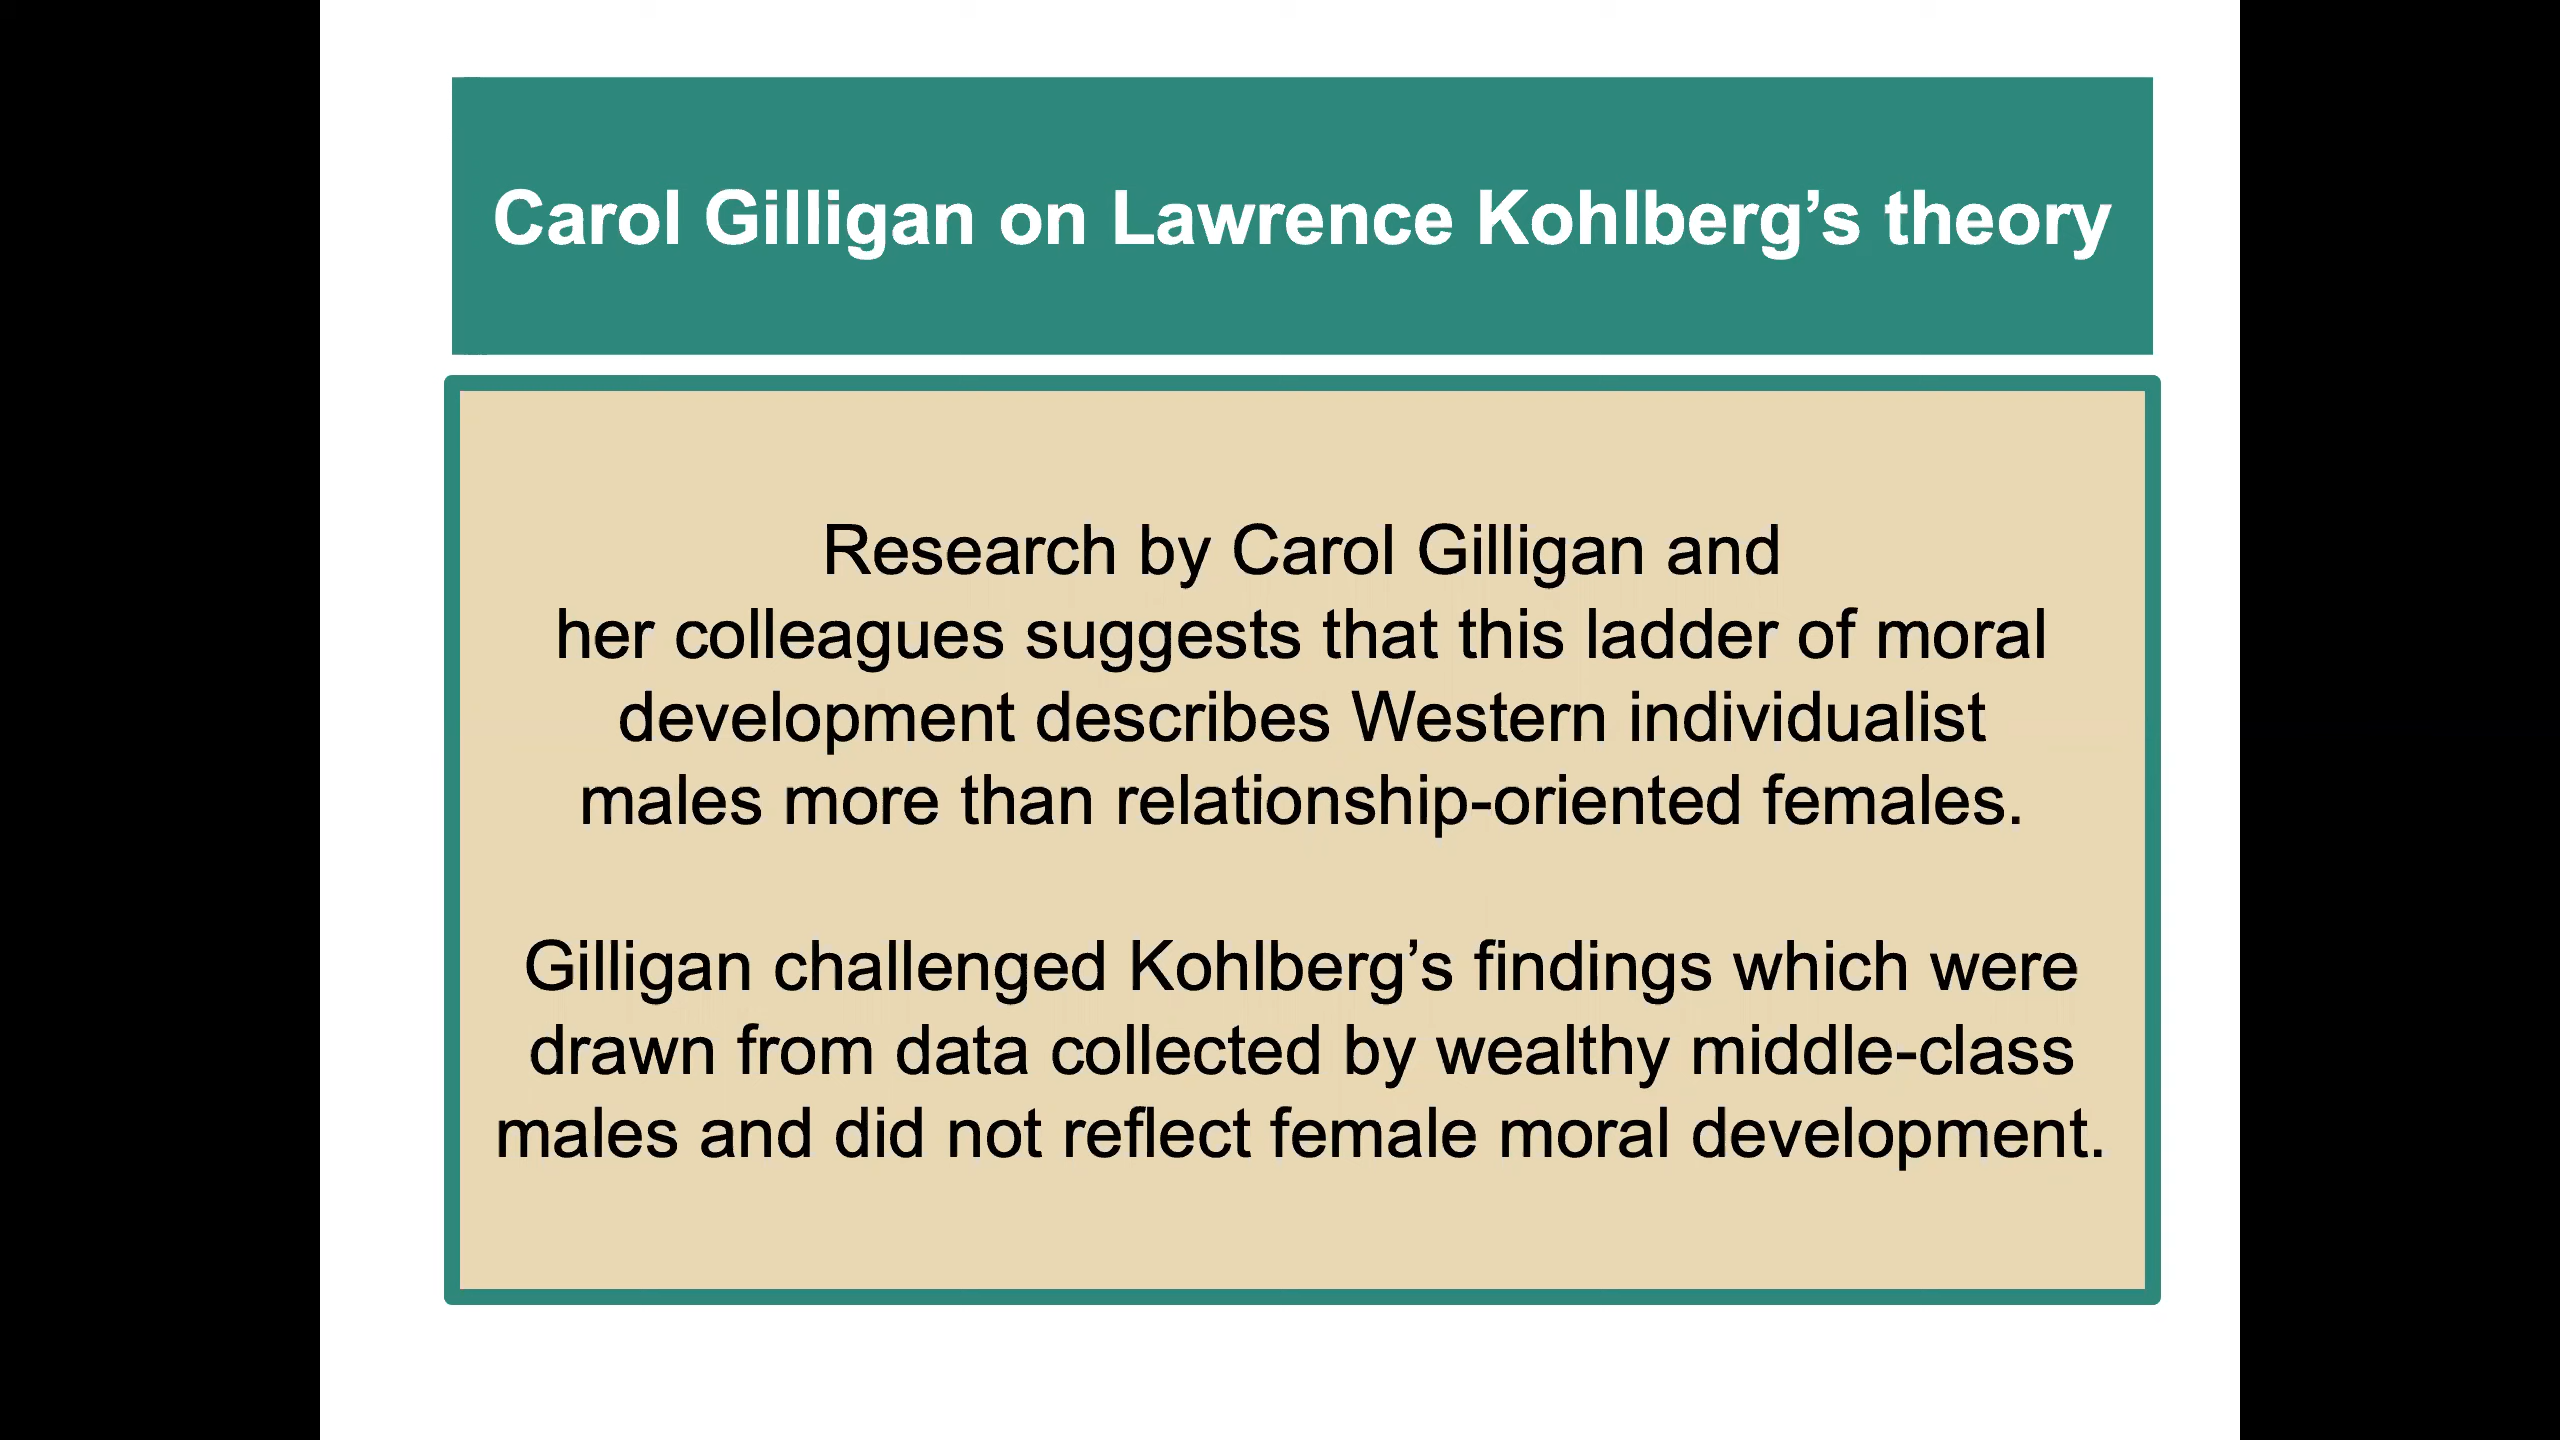 Carol Gilligan on Lawrence Kohlberg’s theory
Research by Carol Gilligan and
her colleagues suggests that this ladder of moral
development describes Western individualist
males more than relationship-oriented females.
Gilligan challenged Kohlberg’s findings which were
drawn from data collected by wealthy middle-class
males and did not reflect female moral development.